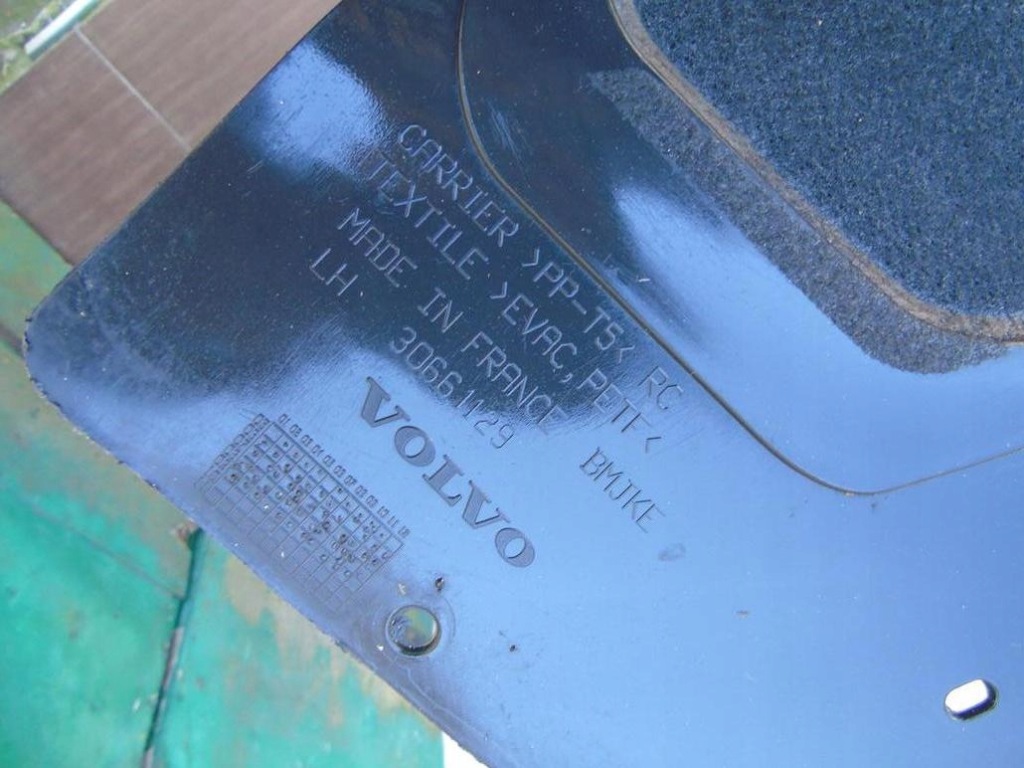 CARRIER >PP-T5< RC
TEXTILE >EVAC,PETF<
MADE IN FRANCE BMJKE
LH 30661129
VOLVO